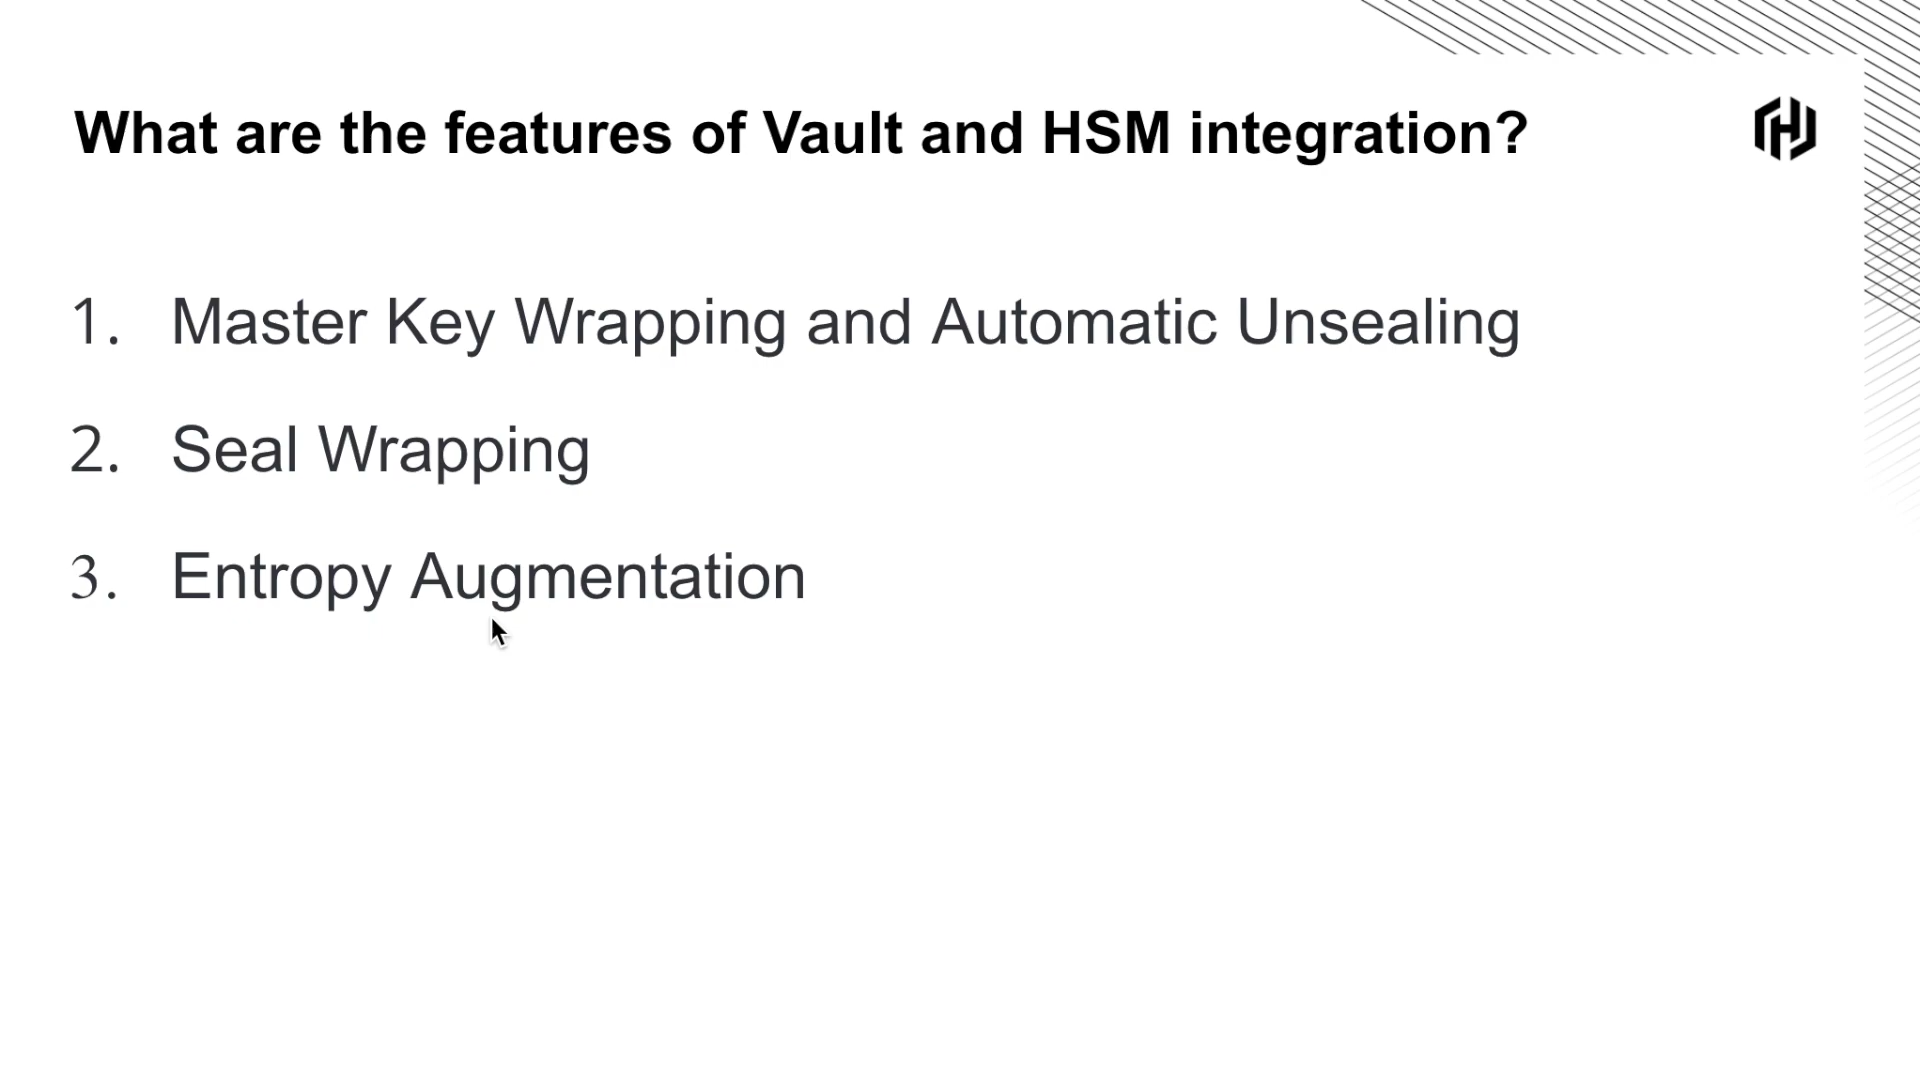 What are the features of Vault and HSM integration?
1. Master Key Wrapping and Automatic Unsealing
2. Seal Wrapping
3. Entropy Augmentation